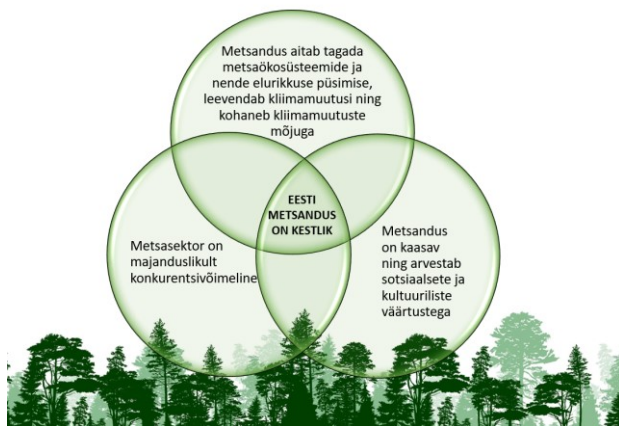 Metsandus aitab tagada
metsaökosüsteemide ja
nende elurikkuse püsimise,
leevendab kliimamuutusi ning
kohaneb kliimamuutuste
mõjuga
EESTI
METSANDUS
ON KESTLIK
Metsasektor on
majanduslikult
konkurentsivõimeline
Metsandus
on kaasav
ning arvestab
sotsiaalsete ja
kultuuriliste
väärtustega